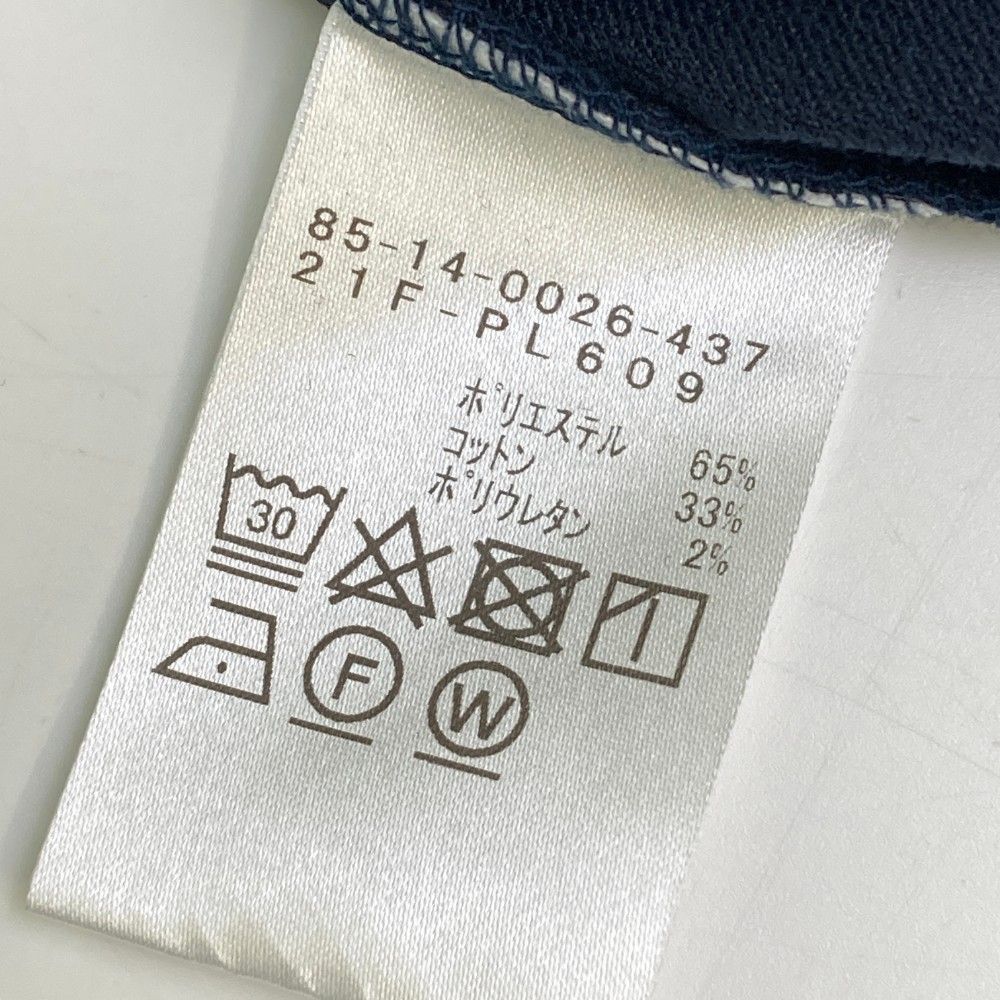 85-14-0026-437
21F-PL609
ポリエステル 65%
コットン 33%
ポリウレタン 2%
30
F
W